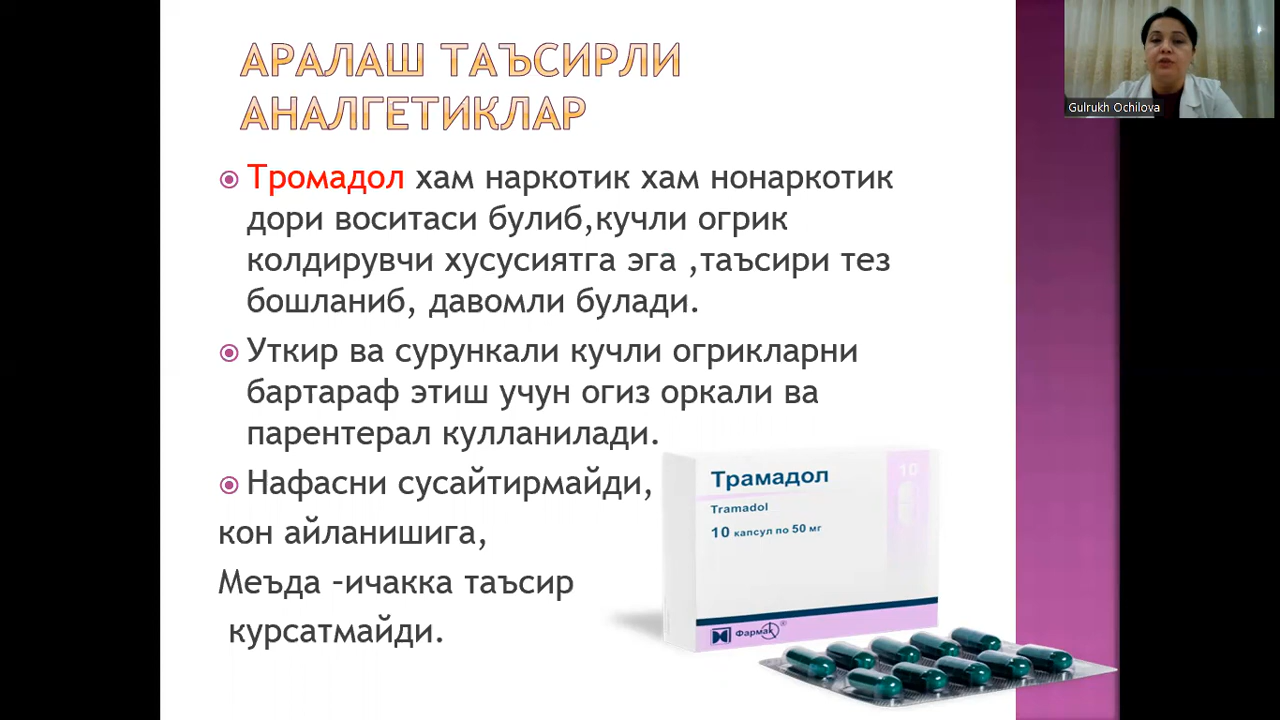 АРАЛАШ ТАЪСИРЛИ
АНАЛГЕТИКЛАР
Тромадол хам наркотик хам нонаркотик
дори воситаси булиб,кучли огрик
колдирувчи хусусиятга эга ,таъсири тез
бошланиб, давомли булади.
Уткир ва сурункали кучли огрикларни
бартараф этиш учун огиз оркали ва
парентерал кулланилади.
Нафасни сусайтирмайди,
кон айланишига,
Меъда –ичакка таъсир
курсатмайди.
Трамадол
Tramadol
10 капсул по 50 мг
10
Фармак®
Gulrukh Ochilova